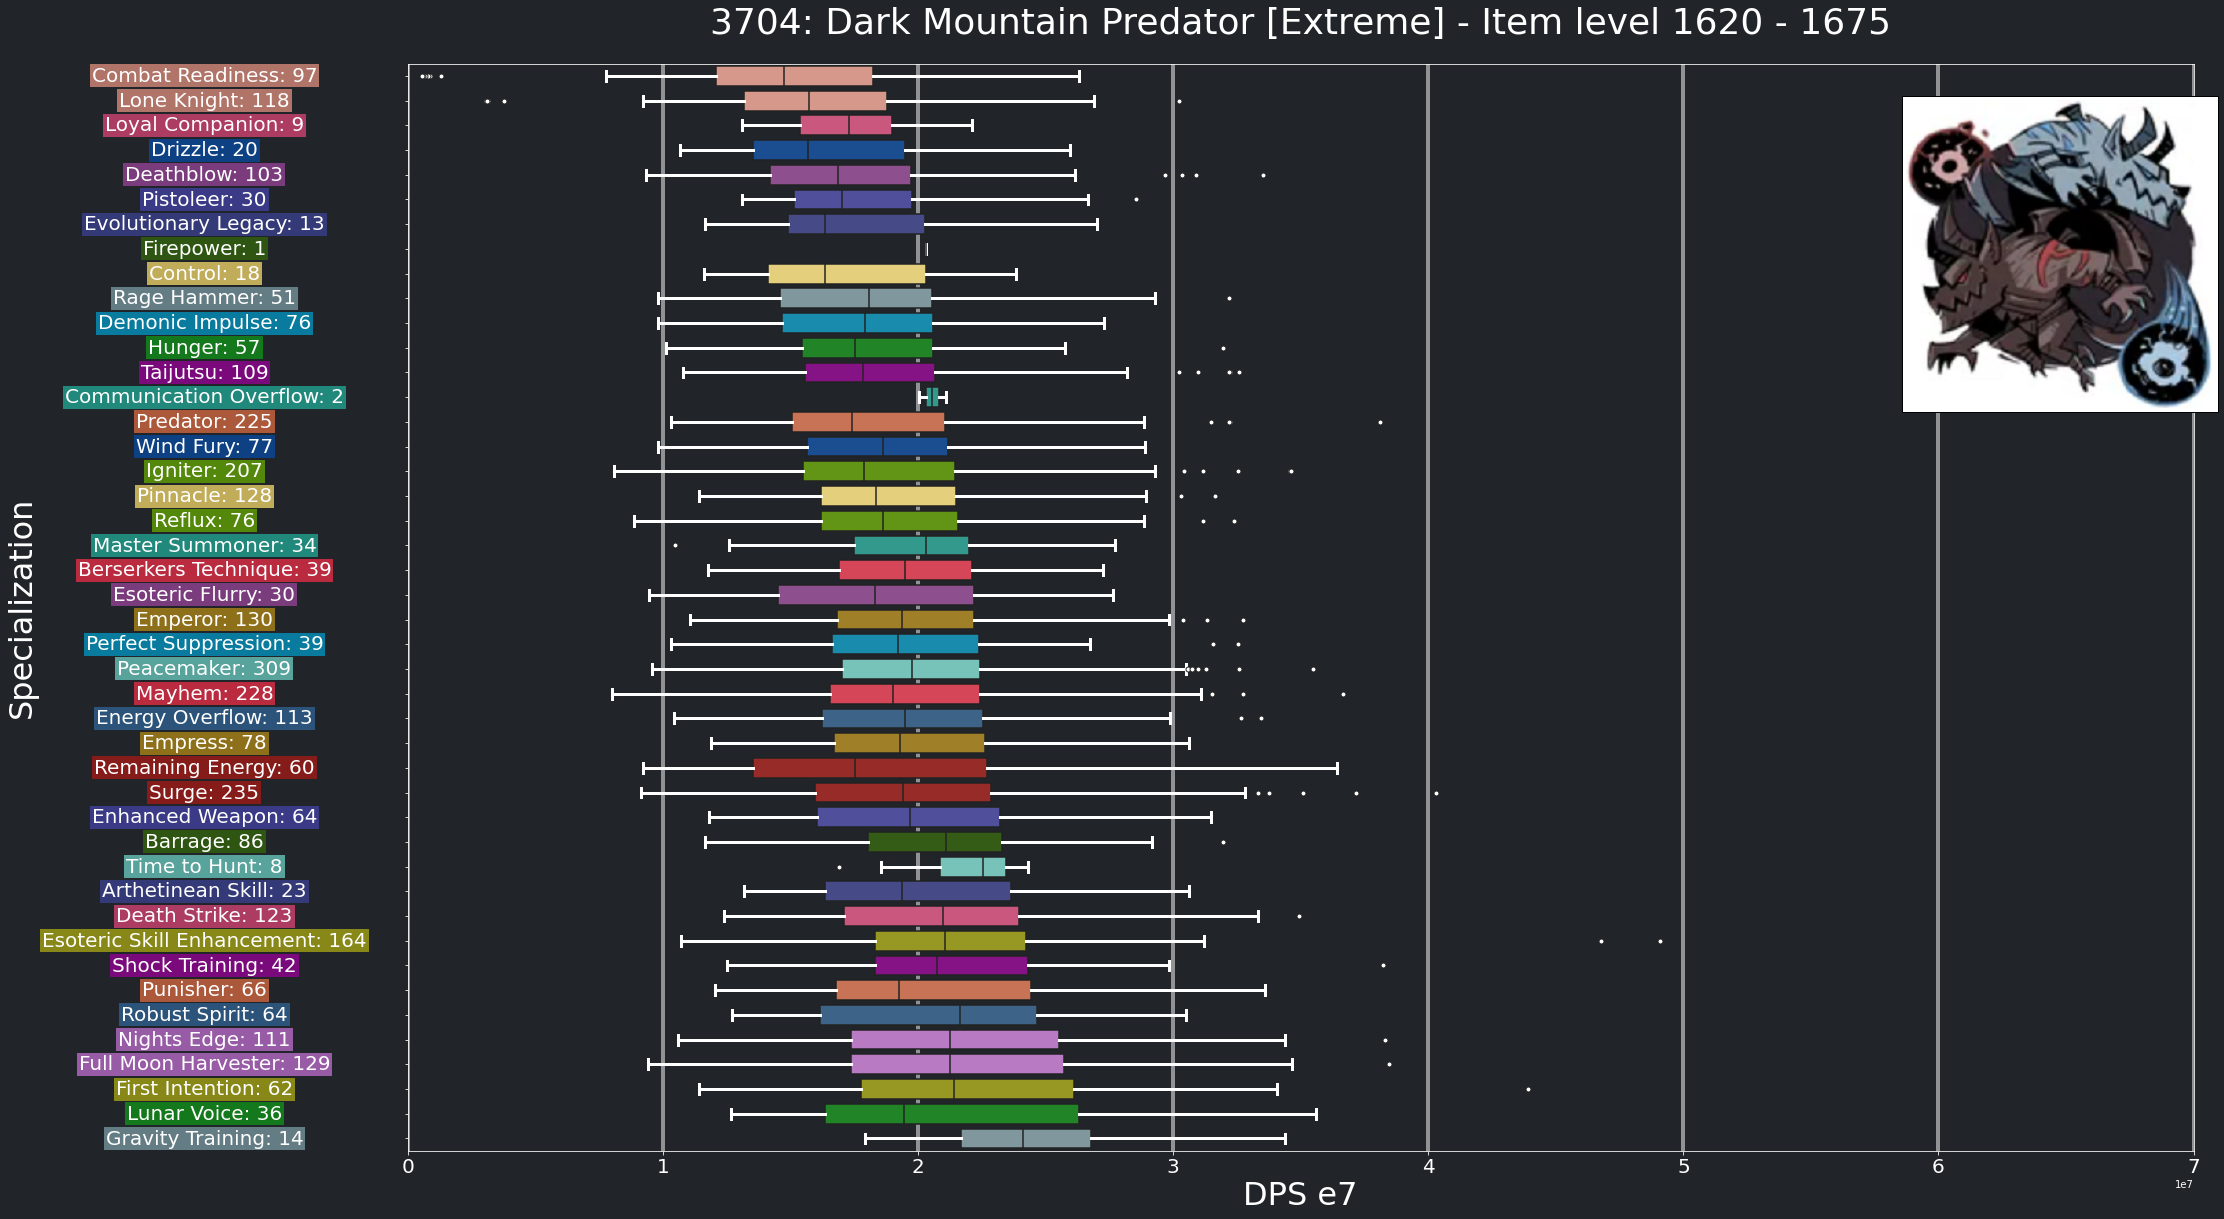 3704: Dark Mountain Predator [Extreme] - Item level 1620 - 1675
Specialization
Combat Readiness: 97
Lone Knight: 118
Loyal Companion: 9
Drizzle: 20
Deathblow: 103
Pistoleer: 30
Evolutionary Legacy: 13
Firepower: 1
Control: 18
Rage Hammer: 51
Demonic Impulse: 76
Hunger: 57
Taijutsu: 109
Communication Overflow: 2
Predator: 225
Wind Fury: 77
Igniter: 207
Pinnacle: 128
Reflux: 76
Master Summoner: 34
Berserkers Technique: 39
Esoteric Flurry: 30
Emperor: 130
Perfect Suppression: 39
Peacemaker: 309
Mayhem: 228
Energy Overflow: 113
Empress: 78
Remaining Energy: 60
Surge: 235
Enhanced Weapon: 64
Barrage: 86
Time to Hunt: 8
Arthetinean Skill: 23
Death Strike: 123
Esoteric Skill Enhancement: 164
Shock Training: 42
Punisher: 66
Robust Spirit: 64
Nights Edge: 111
Full Moon Harvester: 129
First Intention: 62
Lunar Voice: 36
Gravity Training: 14
0 1 2 3 4 5 6 7
1e7
DPS e7